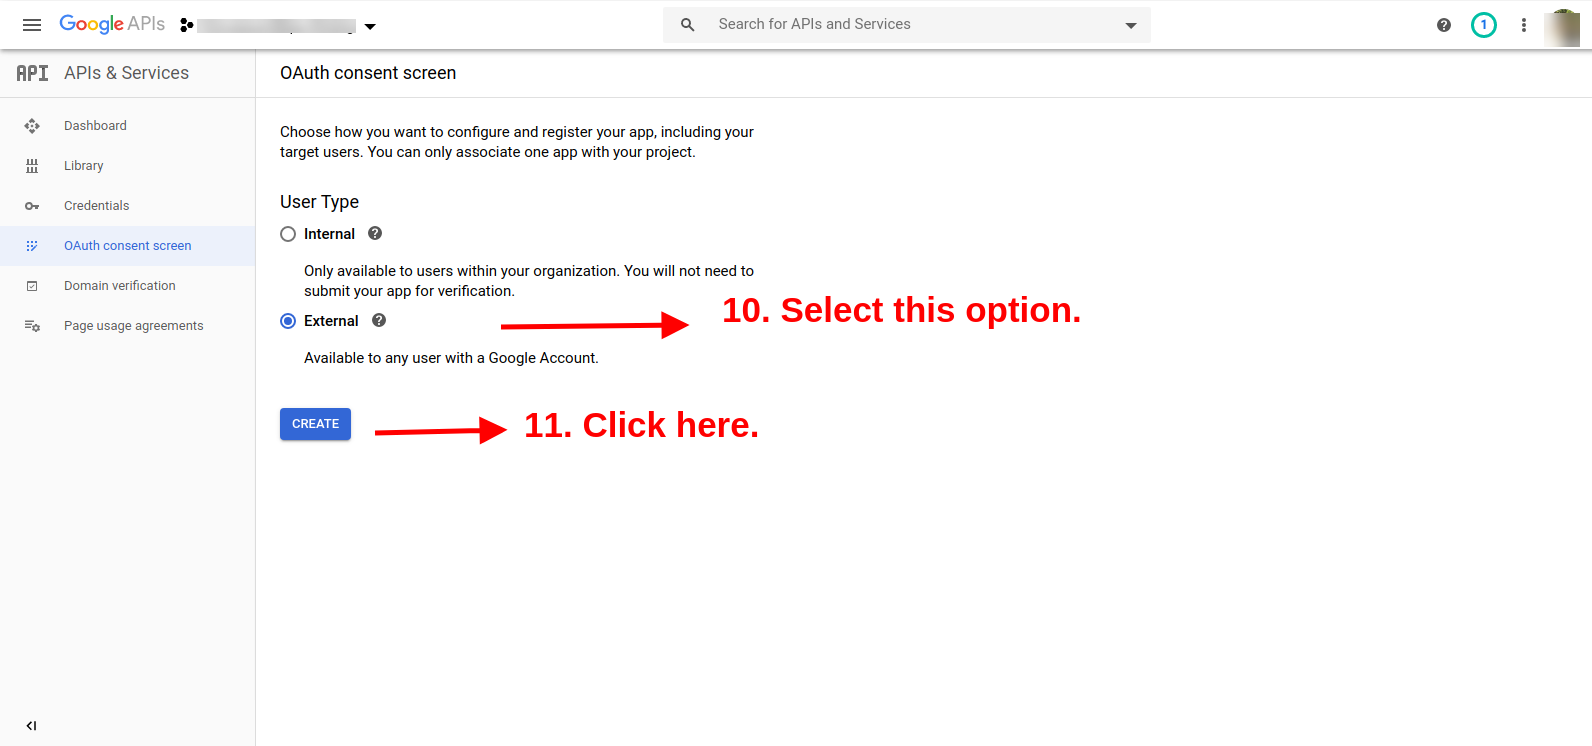 Google APIs
Search for APIs and Services
1
API APIs & Services
OAuth consent screen
Dashboard
Library
Credentials
OAuth consent screen
Domain verification
Page usage agreements
Choose how you want to configure and register your app, including your
target users. You can only associate one app with your project.
User Type
Internal
Only available to users within your organization. You will not need to
submit your app for verification.
10. Select this option.
External
Available to any user with a Google Account.
CREATE
11. Click here.